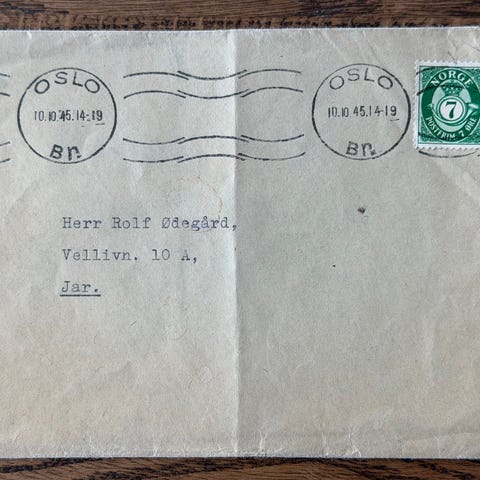 OSLO
10.10.45.14-19
Br.
OSLO
10.10.45.14-19
Br.
NORGE
7
POSTFRIM. 7 ØRE
Herr Rolf Ødegård,
Vellivn. 10 A,
Jar.